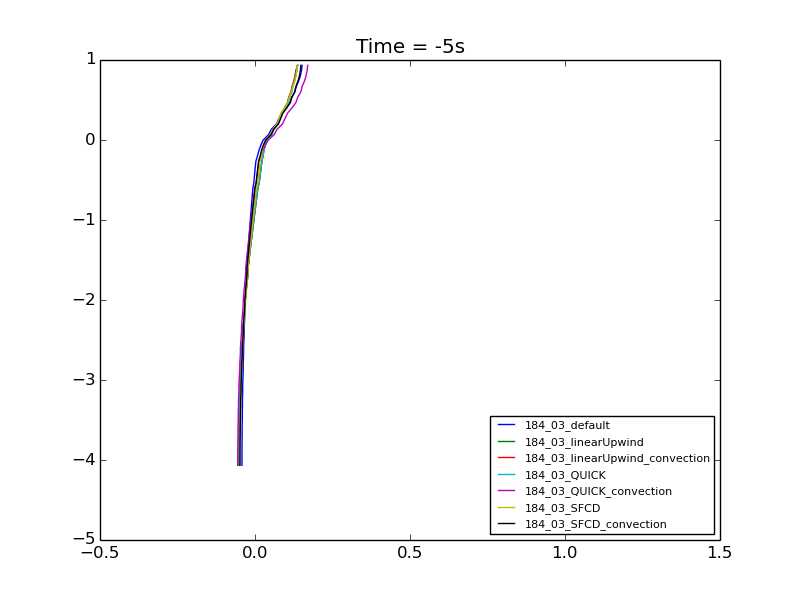 Time = -5s
1
0
−1
−2
−3
−4
−5
−0.5 0.0 0.5 1.0 1.5
184_03_default
184_03_linearUpwind
184_03_linearUpwind_convection
184_03_QUICK
184_03_QUICK_convection
184_03_SFCD
184_03_SFCD_convection